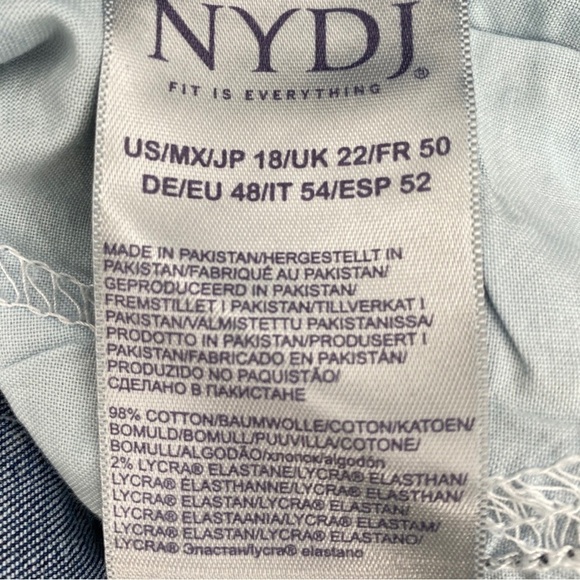 NYDJ®
FIT IS EVERYTHING
US/MX/JP 18/UK 22/FR 50
DE/EU 48/IT 54/ESP 52
MADE IN PAKISTAN/HERGESTELLT IN
PAKISTAN/FABRIQUÉ AU PAKISTAN/
GEPRODUCEERD IN PAKISTAN/
FREMSTILLET I PAKISTAN/TILLVERKAT I
PAKISTAN/VALMISTETTU PAKISTANISSA/
PRODOTTO IN PAKISTAN/PRODUSERT I
PAKISTAN/FABRICADO EN PAKISTÁN/
PRODUZIDO NO PAQUISTÃO/
СДЕЛАНО В ПАКИСТАНЕ
98% COTTON/BAUMWOLLE/COTON/KATOEN/
BOMULD/BOMULL/PUUVILLA/COTONE/
BOMULL/ALGODÃO/хлопок/algodón
2% LYCRA® ELASTANE/LYCRA® ELASTHAN/
LYCRA® ELASTHANNE/LYCRA® ELASTHAN/
LYCRA® ELASTAN/LYCRA® ELASTAN/
LYCRA® ELASTAANIA/LYCRA® ELASTAM/
LYCRA® ELASTAN/LYCRA® ELASTANO/
LYCRA® Эластан/lycra® elastano